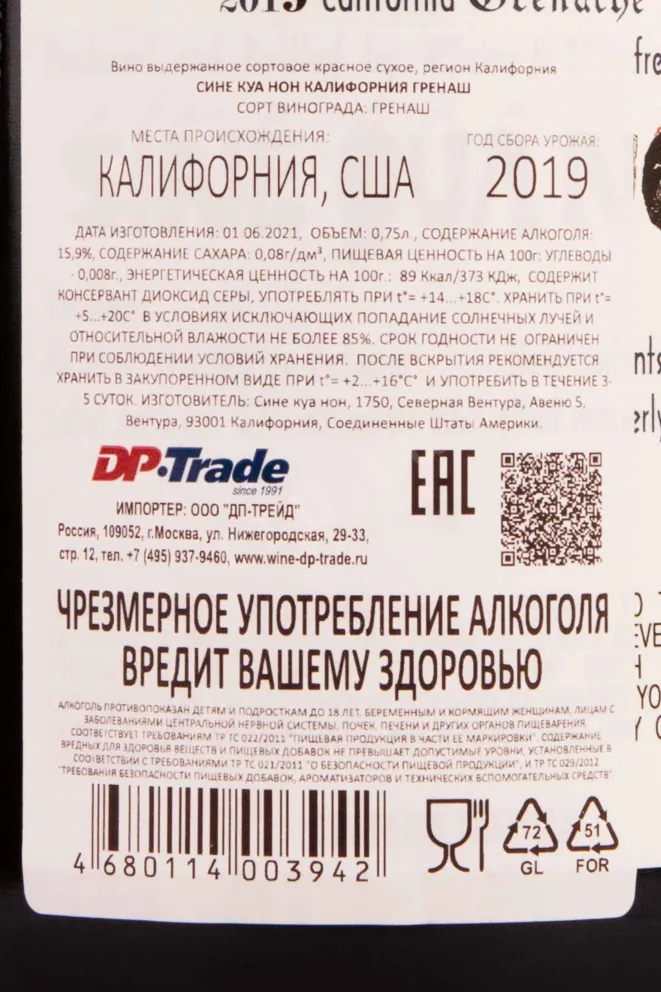 2019 California Grenache
Вино выдержанное сортовое красное сухое, регион Калифорния
СИНЕ КУА НОН КАЛИФОРНИЯ ГРЕНАШ
СОРТ ВИНОГРАДА: ГРЕНАШ
МЕСТА ПРОИСХОЖДЕНИЯ:
КАЛИФОРНИЯ, США
ГОД СБОРА УРОЖАЯ:
2019
ДАТА ИЗГОТОВЛЕНИЯ: 01 06.2021, ОБЪЕМ: 0,75л., СОДЕРЖАНИЕ АЛКОГОЛЯ:
15,9%, СОДЕРЖАНИЕ САХАРА: 0,08г/дм³, ПИЩЕВАЯ ЦЕННОСТЬ НА 100г: УГЛЕВОДЫ
- 0,008г., ЭНЕРГЕТИЧЕСКАЯ ЦЕННОСТЬ НА 100г.: 89 Ккал/373 КДж, СОДЕРЖИТ
КОНСЕРВАНТ ДИОКСИД СЕРЫ, УПОТРЕБЛЯТЬ ПРИ t°= +14...+18С°. ХРАНИТЬ ПРИ t°=
+5...+20С° В УСЛОВИЯХ ИСКЛЮЧАЮЩИХ ПОПАДАНИЕ СОЛНЕЧНЫХ ЛУЧЕЙ И
ОТНОСИТЕЛЬНОЙ ВЛАЖНОСТИ НЕ БОЛЕЕ 85%. СРОК ГОДНОСТИ НЕ ОГРАНИЧЕН
ПРИ СОБЛЮДЕНИИ УСЛОВИЙ ХРАНЕНИЯ. ПОСЛЕ ВСКРЫТИЯ РЕКОМЕНДУЕТСЯ
ХРАНИТЬ В ЗАКУПОРЕННОМ ВИДЕ ПРИ t°= +2...+16°С° И УПОТРЕБИТЬ В ТЕЧЕНИЕ 3-
5 СУТОК. ИЗГОТОВИТЕЛЬ: Сине куа нон, 1750, Северная Вентура, Авеню 5,
Вентура, 93001 Калифорния, Соединенные Штаты Америки.
DP·Trade
since 1991
ЕАС
ИМПОРТЕР: ООО "ДП-ТРЕЙД"
Россия, 109052, г.Москва, ул. Нижегородская, 29-33,
стр. 12, тел. +7 (495) 937-9460, www.wine-dp-trade.ru
ЧРЕЗМЕРНОЕ УПОТРЕБЛЕНИЕ АЛКОГОЛЯ
ВРЕДИТ ВАШЕМУ ЗДОРОВЬЮ
АЛКОГОЛЬ ПРОТИВОПОКАЗАН ДЕТЯМ И ПОДРОСТКАМ ДО 18 ЛЕТ, БЕРЕМЕННЫМ И КОРМЯЩИМ ЖЕНЩИНАМ, ЛИЦАМ С
ЗАБОЛЕВАНИЯМИ ЦЕНТРАЛЬНОЙ НЕРВНОЙ СИСТЕМЫ, ПОЧЕК, ПЕЧЕНИ И ДРУГИХ ОРГАНОВ ПИЩЕВАРЕНИЯ.
СООТВЕТСТВУЕТ ТРЕБОВАНИЯМ ТР ТС 022/2011 "ПИЩЕВАЯ ПРОДУКЦИЯ В ЧАСТИ ЕЕ МАРКИРОВКИ". СОДЕРЖАНИЕ
ВРЕДНЫХ ДЛЯ ЗДОРОВЬЯ ВЕЩЕСТВ И ПИЩЕВЫХ ДОБАВОК НЕ ПРЕВЫШАЕТ ДОПУСТИМЫЕ УРОВНИ, УСТАНОВЛЕННЫЕ В
СООТВЕТСТВИИ С ТРЕБОВАНИЯМИ ТР ТС 021/2011 "О БЕЗОПАСНОСТИ ПИЩЕВОЙ ПРОДУКЦИИ", И ТР ТС 029/2012
"ТРЕБОВАНИЯ БЕЗОПАСНОСТИ ПИЩЕВЫХ ДОБАВОК, АРОМАТИЗАТОРОВ И ТЕХНИЧЕСКИХ ВСПОМОГАТЕЛЬНЫХ СРЕДСТВ"
4 680114 003942
72
GL
51
FOR